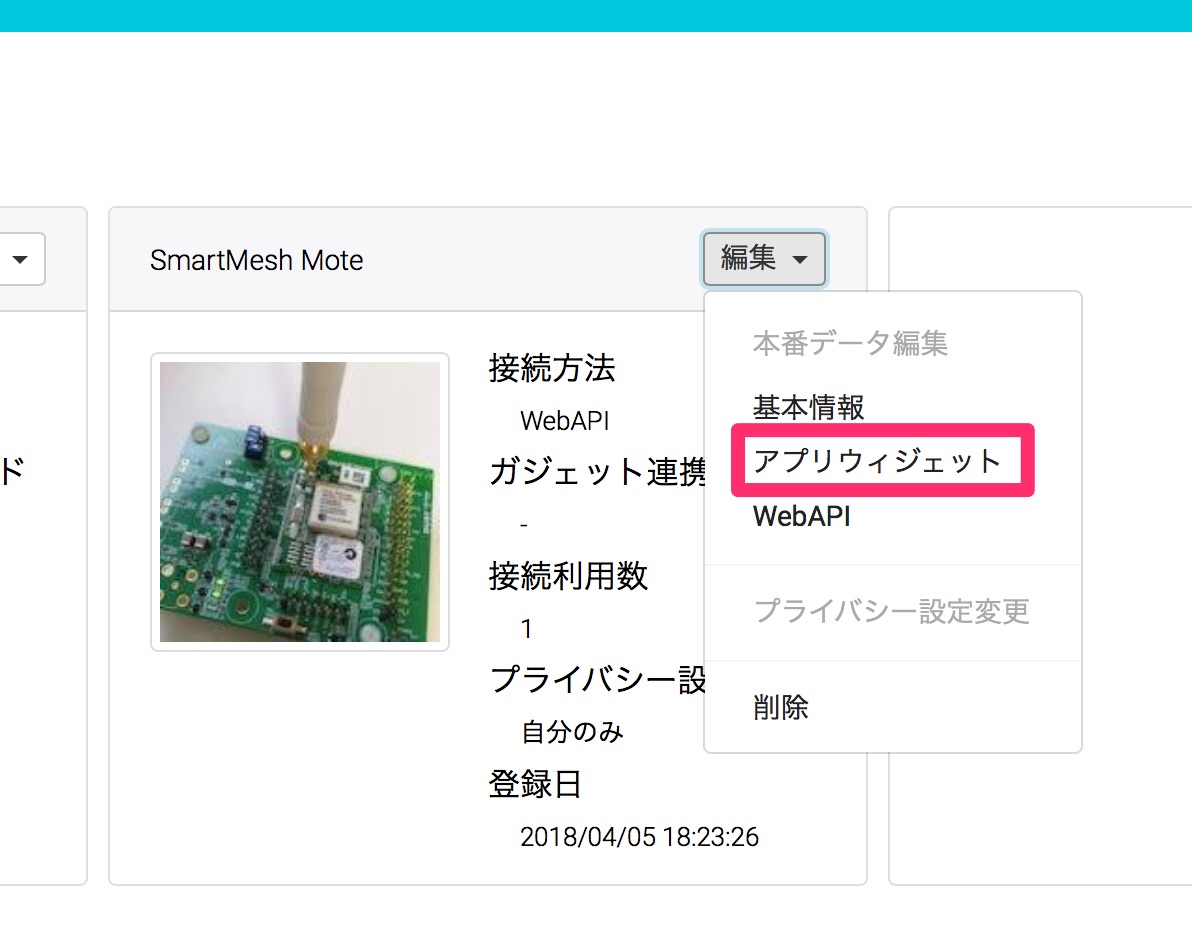 SmartMesh Mote
編集
本番データ編集
基本情報
アプリウィジェット
WebAPI
プライバシー設定変更
削除
ド
接続方法
WebAPI
ガジェット連携
-
接続利用数
1
プライバシー設
自分のみ
登録日
2018/04/05 18:23:26